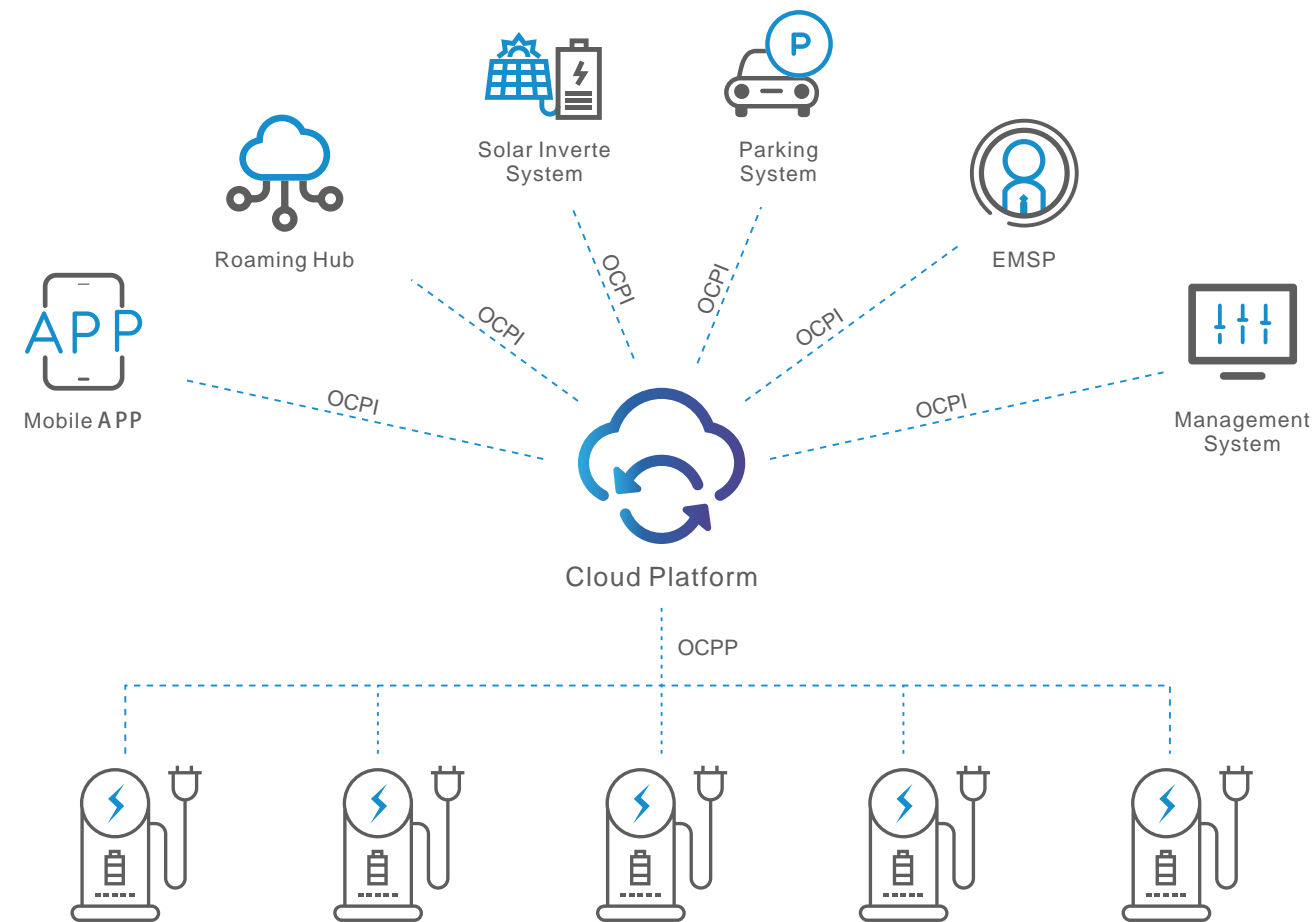 P
Solar Inverte
System
Parking
System
Roaming Hub
EMSP
APP
Mobile APP
Management
System
OCPI
OCPI
OCPI
OCPI
OCPI
OCPI
Cloud Platform
OCPP